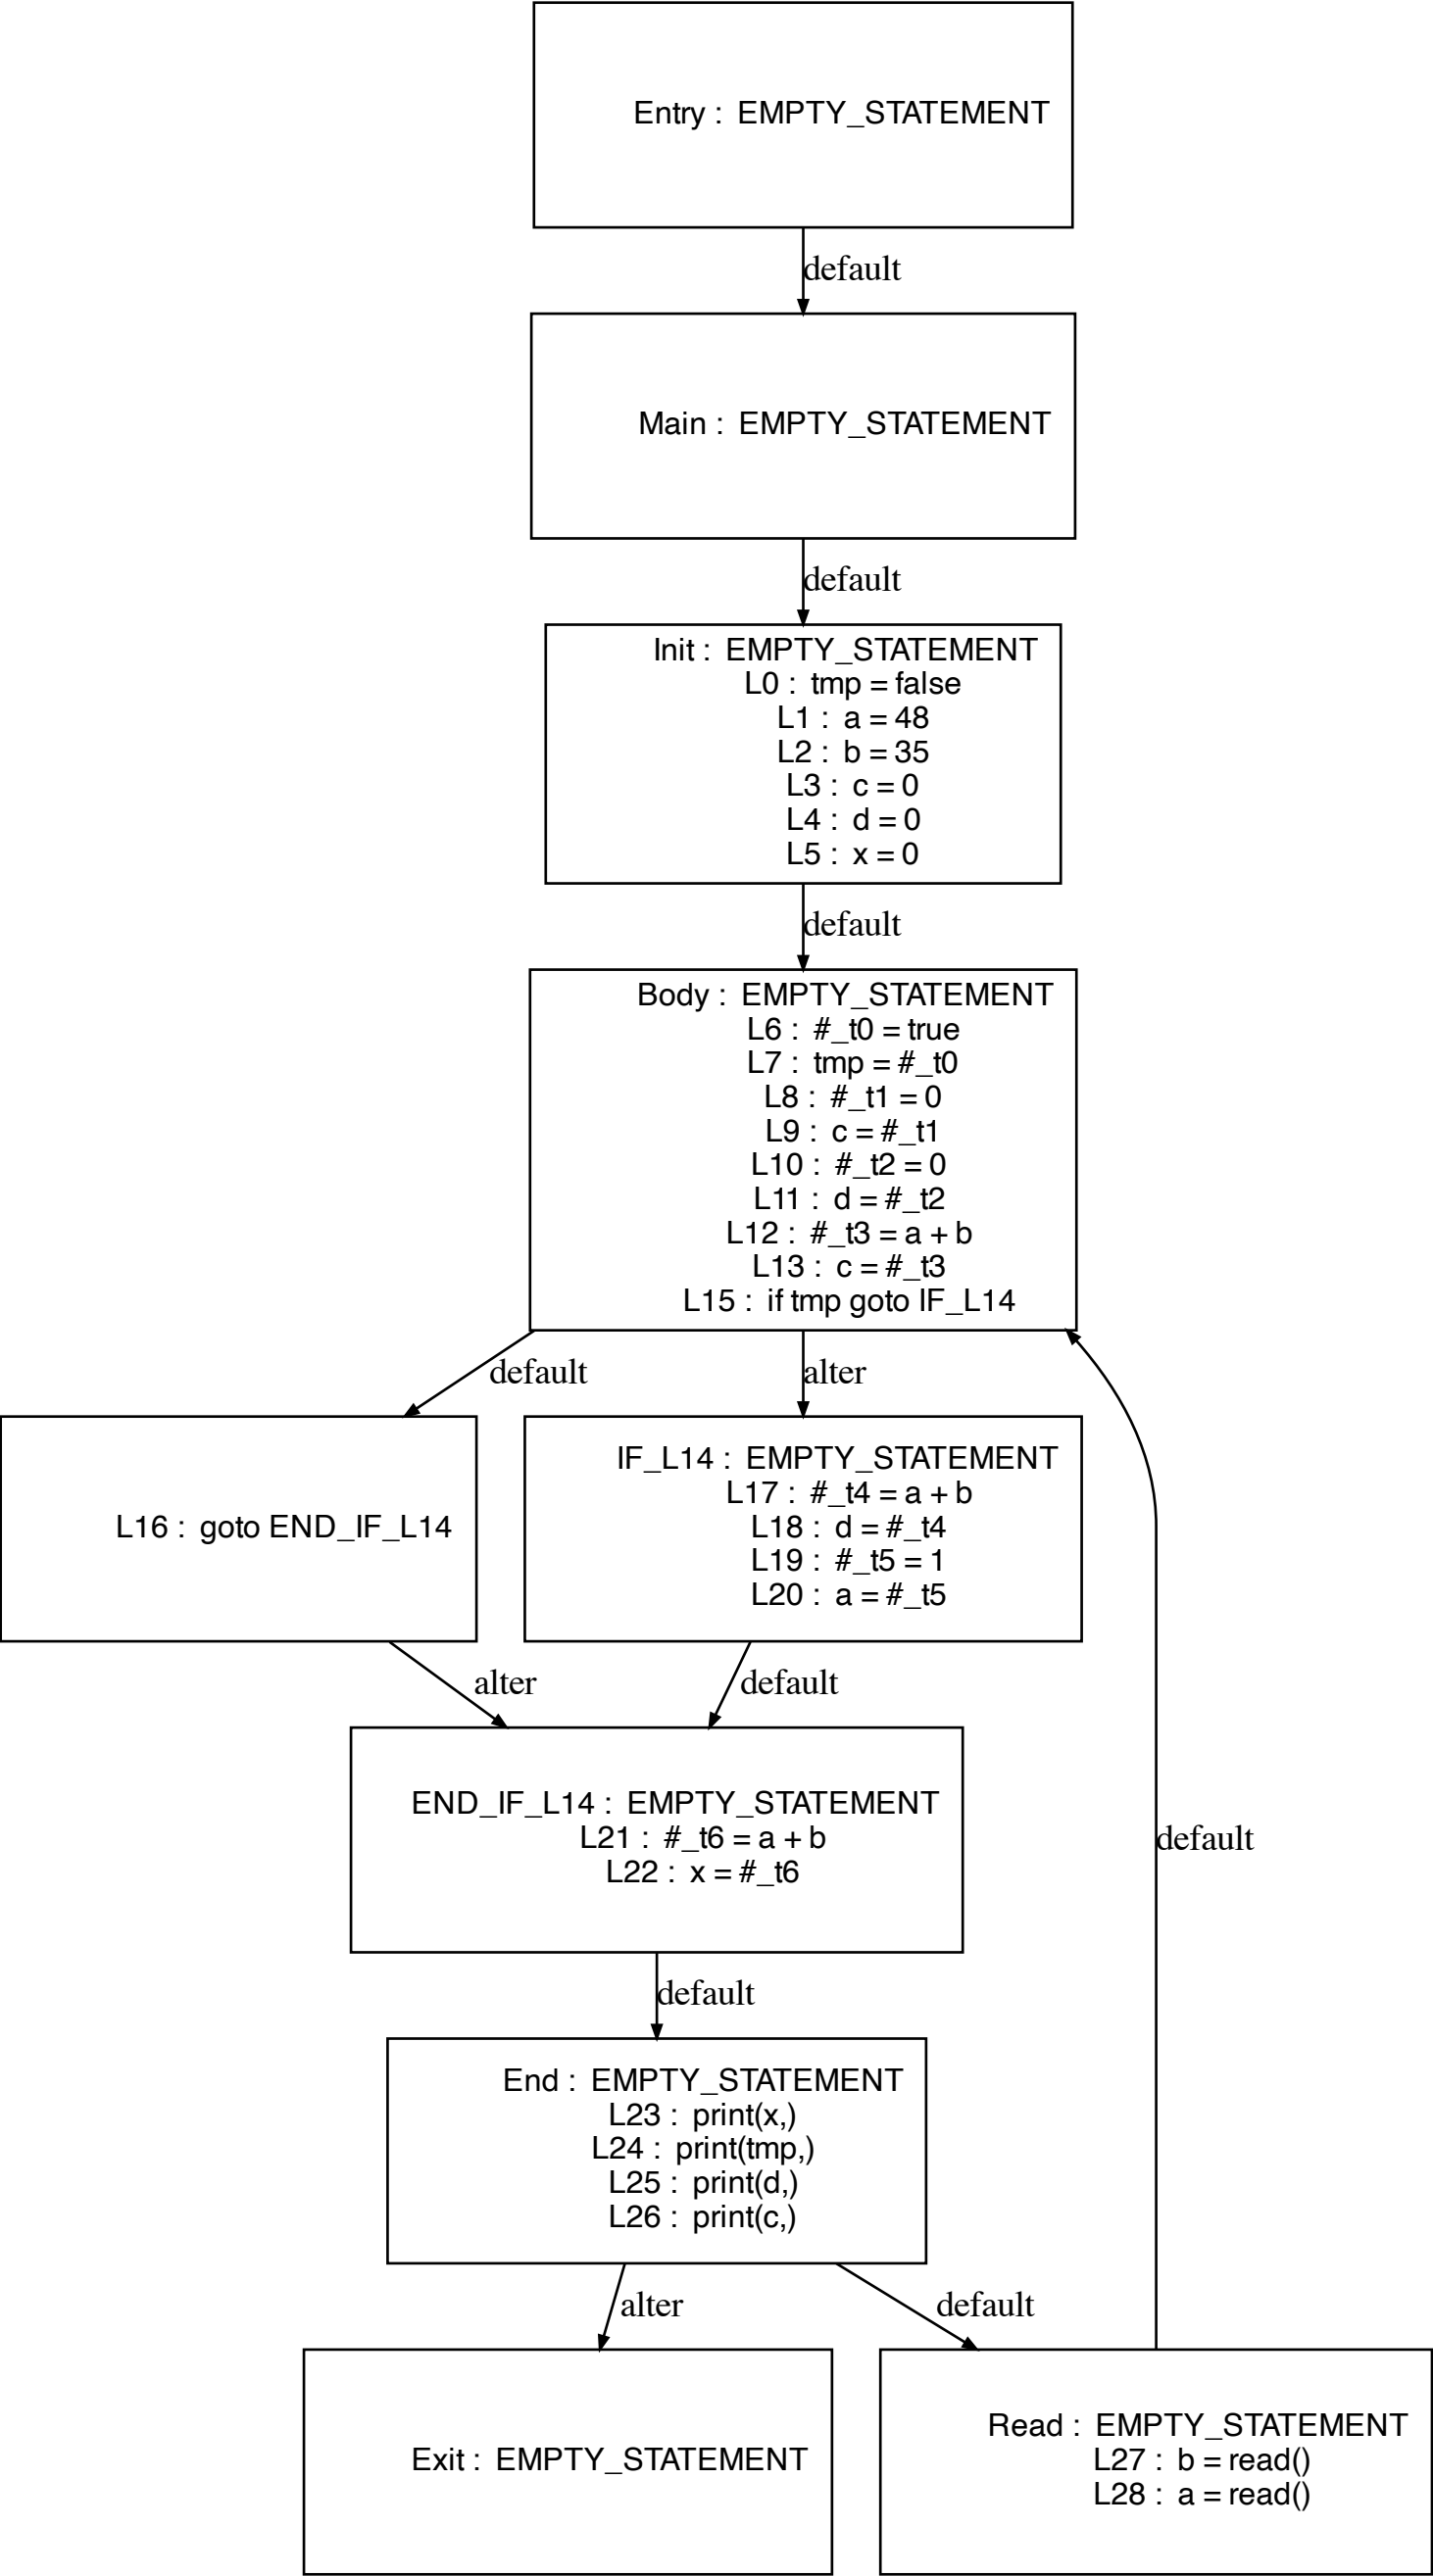 Entry :  EMPTY_STATEMENT
default
Main :  EMPTY_STATEMENT
default
Init :  EMPTY_STATEMENT
L0 :  tmp = false
L1 :  a = 48
L2 :  b = 35
L3 :  c = 0
L4 :  d = 0
L5 :  x = 0
default
Body :  EMPTY_STATEMENT
L6 :  #_t0 = true
L7 :  tmp = #_t0
L8 :  #_t1 = 0
L9 :  c = #_t1
L10 :  #_t2 = 0
L11 :  d = #_t2
L12 :  #_t3 = a + b
L13 :  c = #_t3
L15 :  if tmp goto IF_L14
default
alter
L16 :  goto END_IF_L14
IF_L14 :  EMPTY_STATEMENT
L17 :  #_t4 = a + b
L18 :  d = #_t4
L19 :  #_t5 = 1
L20 :  a = #_t5
alter
default
END_IF_L14 :  EMPTY_STATEMENT
L21 :  #_t6 = a + b
L22 :  x = #_t6
default
default
End :  EMPTY_STATEMENT
L23 :  print(x,)
L24 :  print(tmp,)
L25 :  print(d,)
L26 :  print(c,)
alter
default
Exit :  EMPTY_STATEMENT
Read :  EMPTY_STATEMENT
L27 :  b = read()
L28 :  a = read()